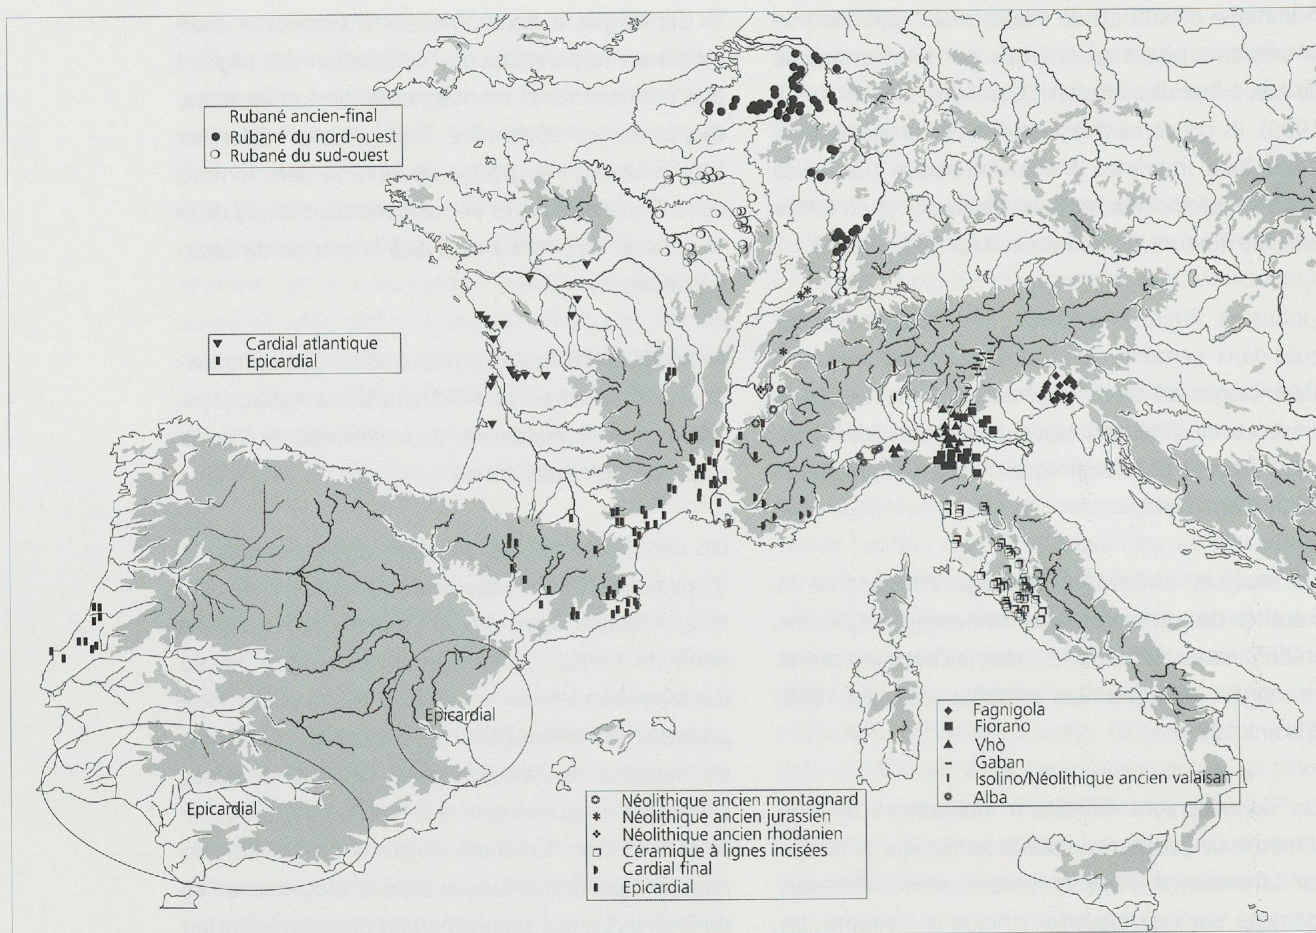 Rubané ancien-final
Rubané du nord-ouest
Rubané du sud-ouest
Cardial atlantique
Epicardial
Epicardial
Epicardial
Fagnigola
Fiorano
Vhò
Gaban
Isolino/Néolithique ancien valaisan
Alba
Néolithique ancien montagnard
Néolithique ancien jurassien
Néolithique ancien rhodanien
Céramique à lignes incisées
Cardial final
Epicardial